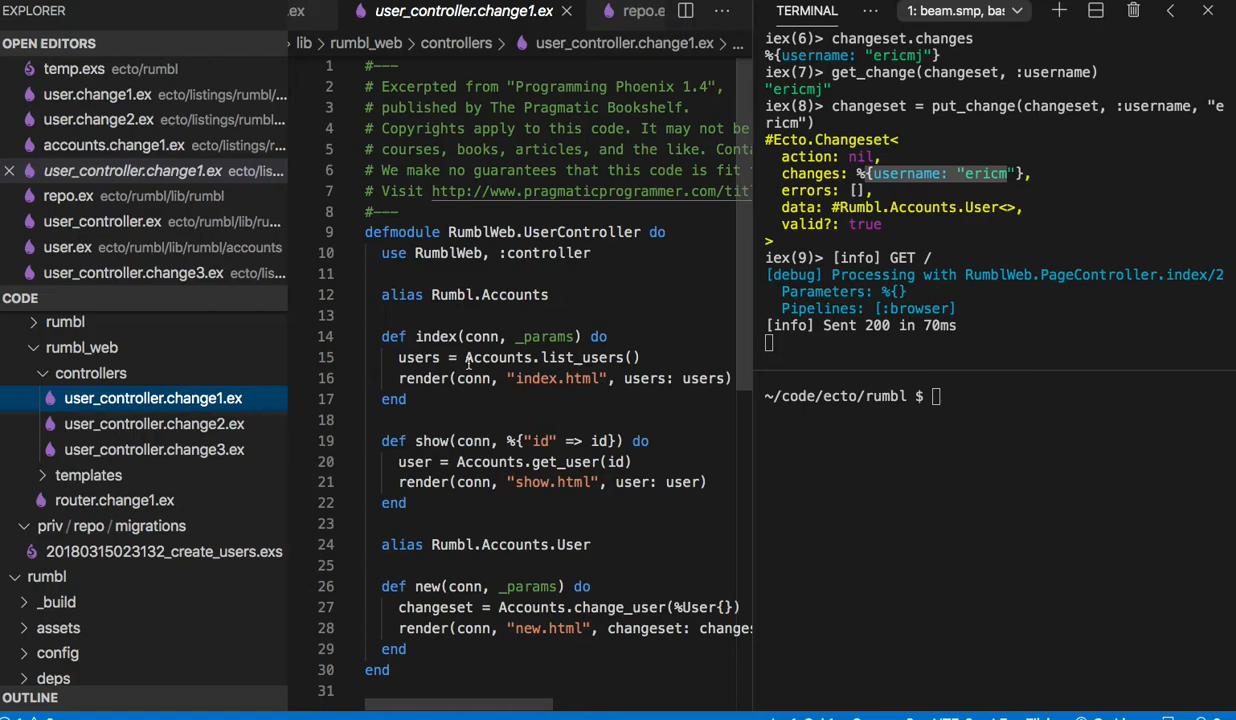 EXPLORER
OPEN EDITORS
temp.exs ecto/rumbl
user.change1.ex ecto/listings/rumbl/...
user.change2.ex ecto/listings/rumbl...
accounts.change1.ex ecto/listings/r...
user_controller.change1.ex ecto/lis...
repo.ex ecto/rumbl/lib/rumbl
user_controller.ex ecto/rumbl/lib/ru...
user.ex ecto/rumbl/lib/rumbl/accounts
user_controller.change3.ex ecto/lis...
CODE
rumbl
rumbl_web
controllers
user_controller.change1.ex
user_controller.change2.ex
user_controller.change3.ex
templates
router.change1.ex
priv / repo / migrations
20180315023132_create_users.exs
rumbl
_build
assets
config
deps
OUTLINE
.ex user_controller.change1.ex repo.e
lib > rumbl_web > controllers > user_controller.change1.ex > ...
1 #---
2 # Excerpted from "Programming Phoenix 1.4",
3 # published by The Pragmatic Bookshelf.
4 # Copyrights apply to this code. It may not be
5 # courses, books, articles, and the like. Conta
6 # We make no guarantees that this code is fit
7 # Visit http://www.pragmaticprogrammer.com/tit
8 #---
9 defmodule RumblWeb.UserController do
10 use RumblWeb, :controller
11
12 alias Rumbl.Accounts
13
14 def index(conn, _params) do
15 users = Accounts.list_users()
16 render(conn, "index.html", users: users)
17 end
18
19 def show(conn, %{"id" => id}) do
20 user = Accounts.get_user(id)
21 render(conn, "show.html", user: user)
22 end
23
24 alias Rumbl.Accounts.User
25
26 def new(conn, _params) do
27 changeset = Accounts.change_user(%User{})
28 render(conn, "new.html", changeset: change
29 end
30 end
31
TERMINAL ... 1: beam.smp, bas
iex(6)> changeset.changes
%{username: "ericmj"}
iex(7)> get_change(changeset, :username)
"ericmj"
iex(8)> changeset = put_change(changeset, :username, "e
ricm")
#Ecto.Changeset<
action: nil,
changes: %{username: "ericm"},
errors: [],
data: #Rumbl.Accounts.User<>,
valid?: true
>
iex(9)> [info] GET /
[debug] Processing with RumblWeb.PageController.index/2
Parameters: %{}
Pipelines: [:browser]
[info] Sent 200 in 70ms
~/code/ecto/rumbl $